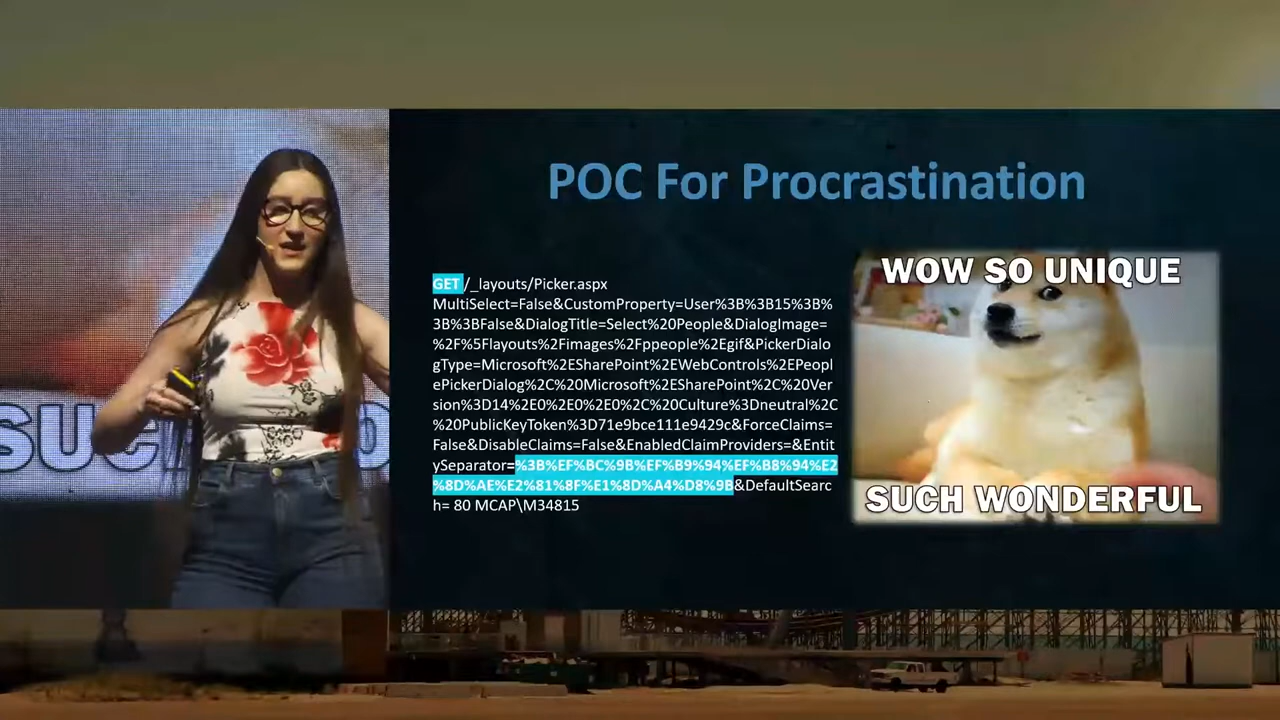 POC For Procrastination
GET /_layouts/Picker.aspx
MultiSelect=False&CustomProperty=User%3B%3B15%3B%
3B%3BFalse&DialogTitle=Select%20People&DialogImage=
%2F%5Flayouts%2Fimages%2Fppeople%2Egif&PickerDialo
gType=Microsoft%2ESharePoint%2EWebControls%2EPeopl
ePickerDialog%2C%20Microsoft%2ESharePoint%2C%20Ver
sion%3D14%2E0%2E0%2E0%2C%20Culture%3Dneutral%2C
%20PublicKeyToken%3D71e9bce111e9429c&ForceClaims=
False&DisableClaims=False&EnabledClaimProviders=&Entit
ySeparator=%3B%EF%BC%9B%EF%B9%94%EF%B8%94%E2
%8D%AE%E2%81%8F%E1%8D%A4%D8%9B&DefaultSearc
h= 80 MCAP\M34815
WOW SO UNIQUE
SUCH WONDERFUL
SUC